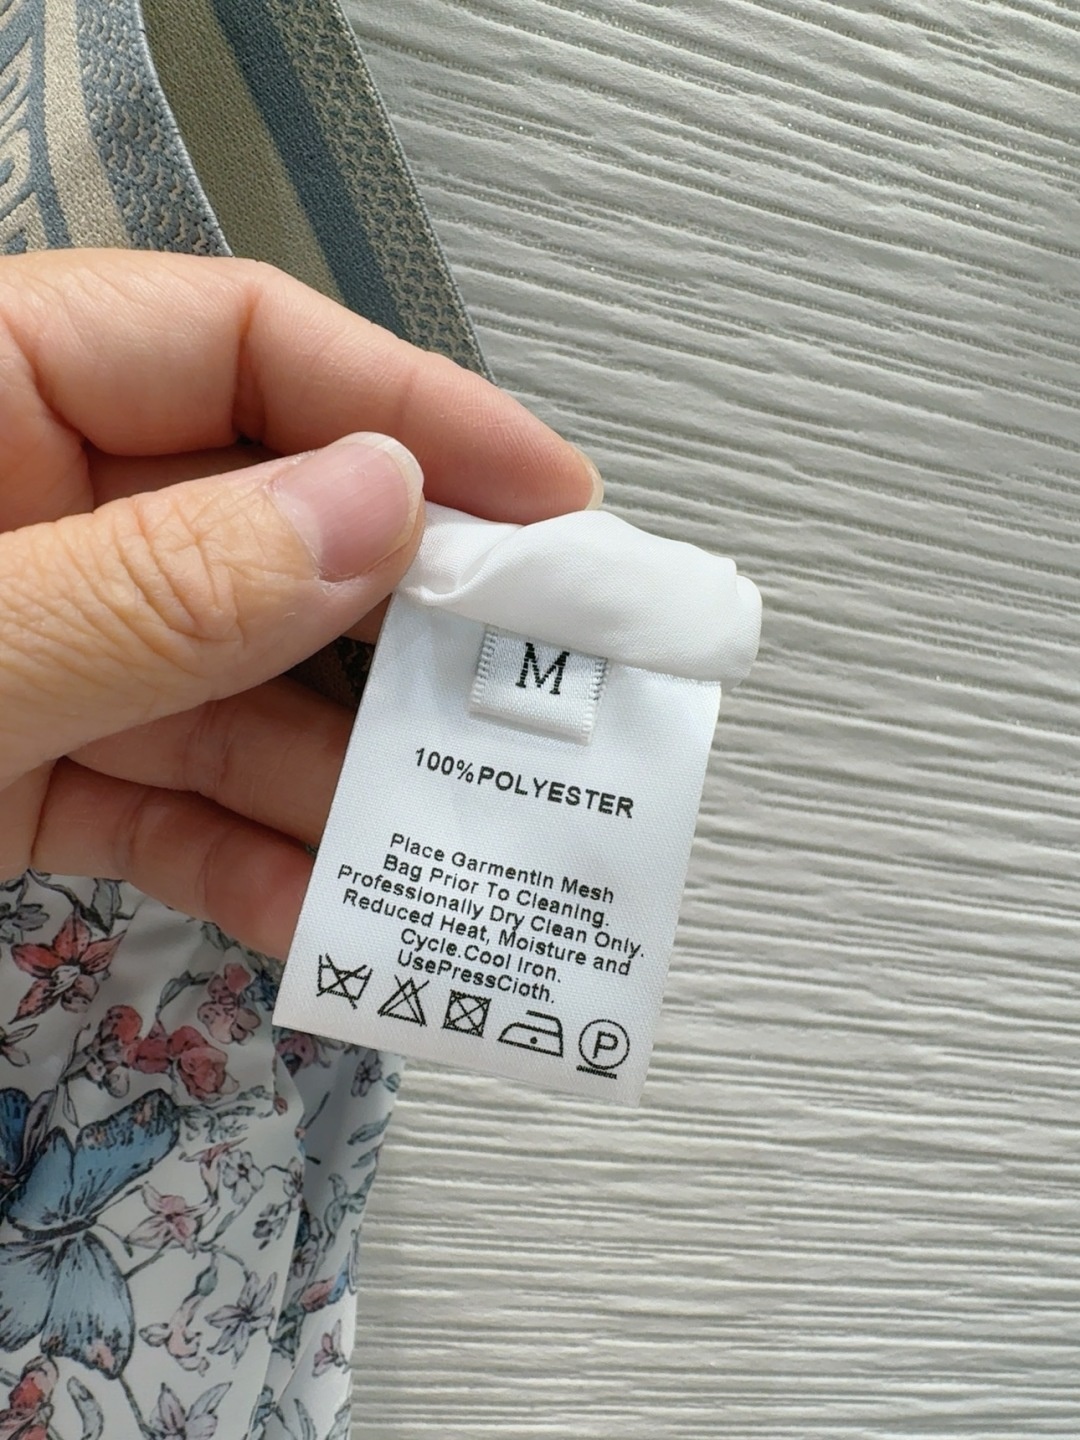 M
100%POLYESTER
Place GarmentIn Mesh
Bag Prior To Cleaning.
Professionally Dry Clean Only.
Reduced Heat, Moisture and
Cycle.Cool Iron.
UsePressCloth.
P